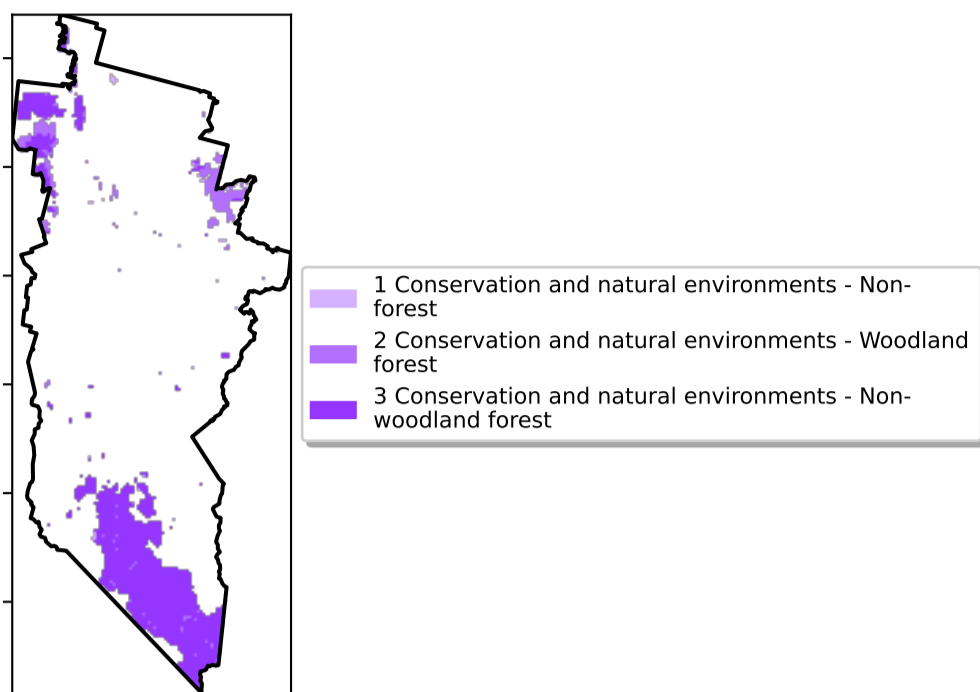 1 Conservation and natural environments - Non-
forest
2 Conservation and natural environments - Woodland
forest
3 Conservation and natural environments - Non-
woodland forest